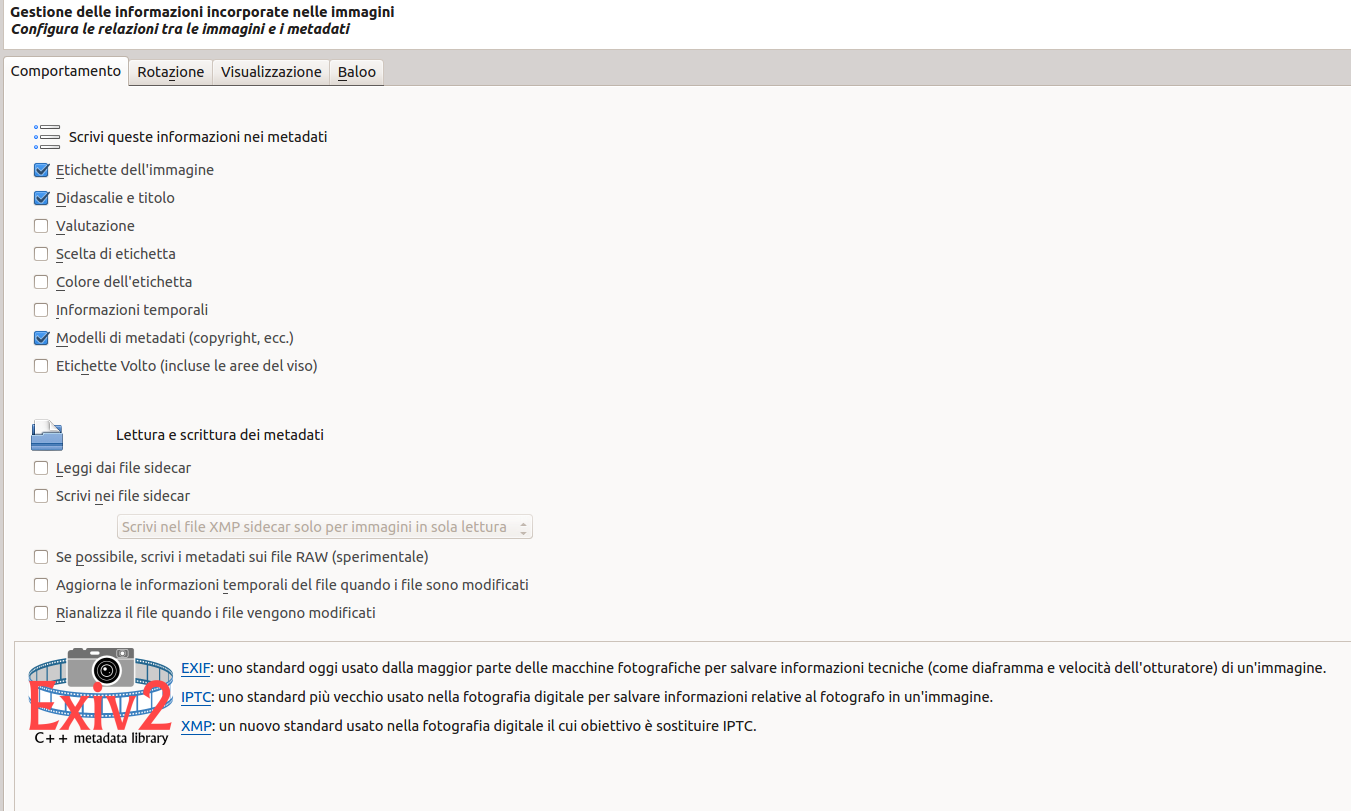 Gestione delle informazioni incorporate nelle immagini
Configura le relazioni tra le immagini e i metadati
Comportamento Rotazione Visualizzazione Baloo
Scrivi queste informazioni nei metadati
Etichette dell'immagine
Didascalie e titolo
Valutazione
Scelta di etichetta
Colore dell'etichetta
Informazioni temporali
Modelli di metadati (copyright, ecc.)
Etichette Volto (incluse le aree del viso)
Lettura e scrittura dei metadati
Leggi dai file sidecar
Scrivi nei file sidecar
Scrivi nel file XMP sidecar solo per immagini in sola lettura
Se possibile, scrivi i metadati sui file RAW (sperimentale)
Aggiorna le informazioni temporali del file quando i file sono modificati
Rianalizza il file quando i file vengono modificati
Exiv2
C++ metadata library
EXIF: uno standard oggi usato dalla maggior parte delle macchine fotografiche per salvare informazioni tecniche (come diaframma e velocità dell'otturatore) di un'immagine.
IPTC: uno standard più vecchio usato nella fotografia digitale per salvare informazioni relative al fotografo in un'immagine.
XMP: un nuovo standard usato nella fotografia digitale il cui obiettivo è sostituire IPTC.